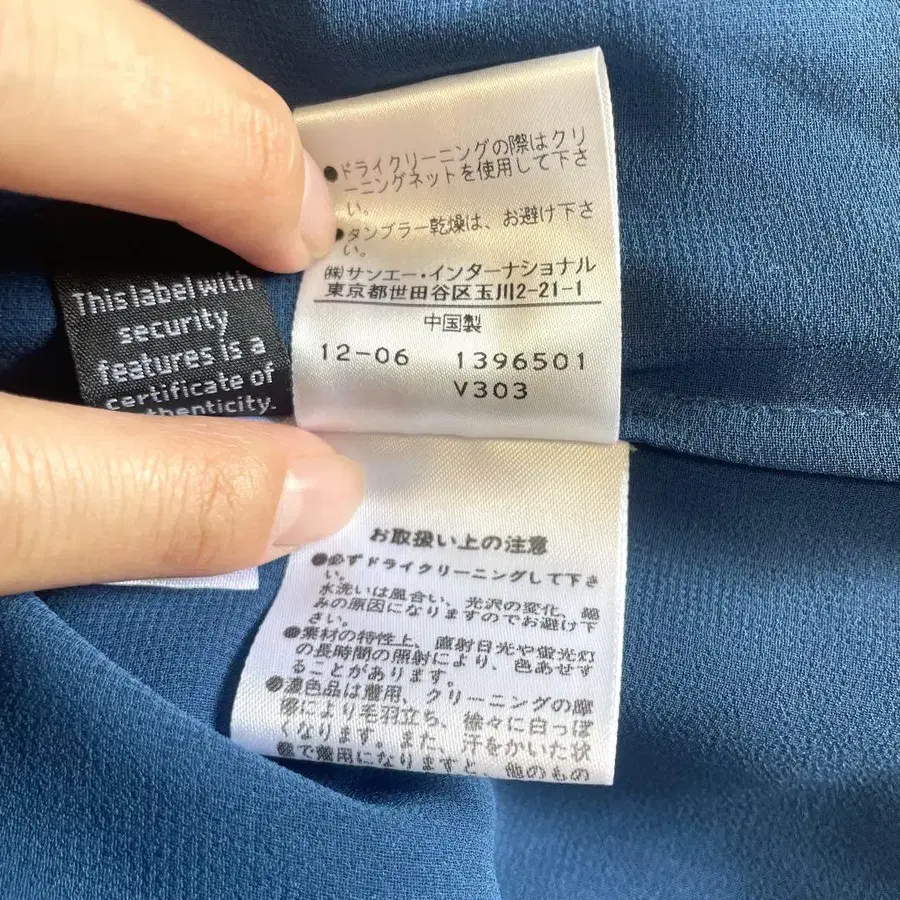 ●ドライクリーニングの際はクリ
ーニングネットを使用して下さ
い。
●タンブラー乾燥は、お避け下さ
い。
㈱サンエー・インターナショナル
東京都世田谷区玉川2-21-1
中国製
12-06 1396501
V303
This label with
security
features is a
certificate of
authenticity.
お取扱い上の注意
●必ずドライクリーニングして下さ
い。
水洗いは風合い、光沢の変化、縮
みの原因になりますのでお避け下
さい。
●素材の特性上、直射日光や蛍光灯
の長時間の照射により、色あせす
ることがあります。
●濃色品は着用、クリーニングの摩
擦により毛羽立ち、徐々に白っぽ
くなります。また、汗をかいた状
態で着用になりますと、他のもの